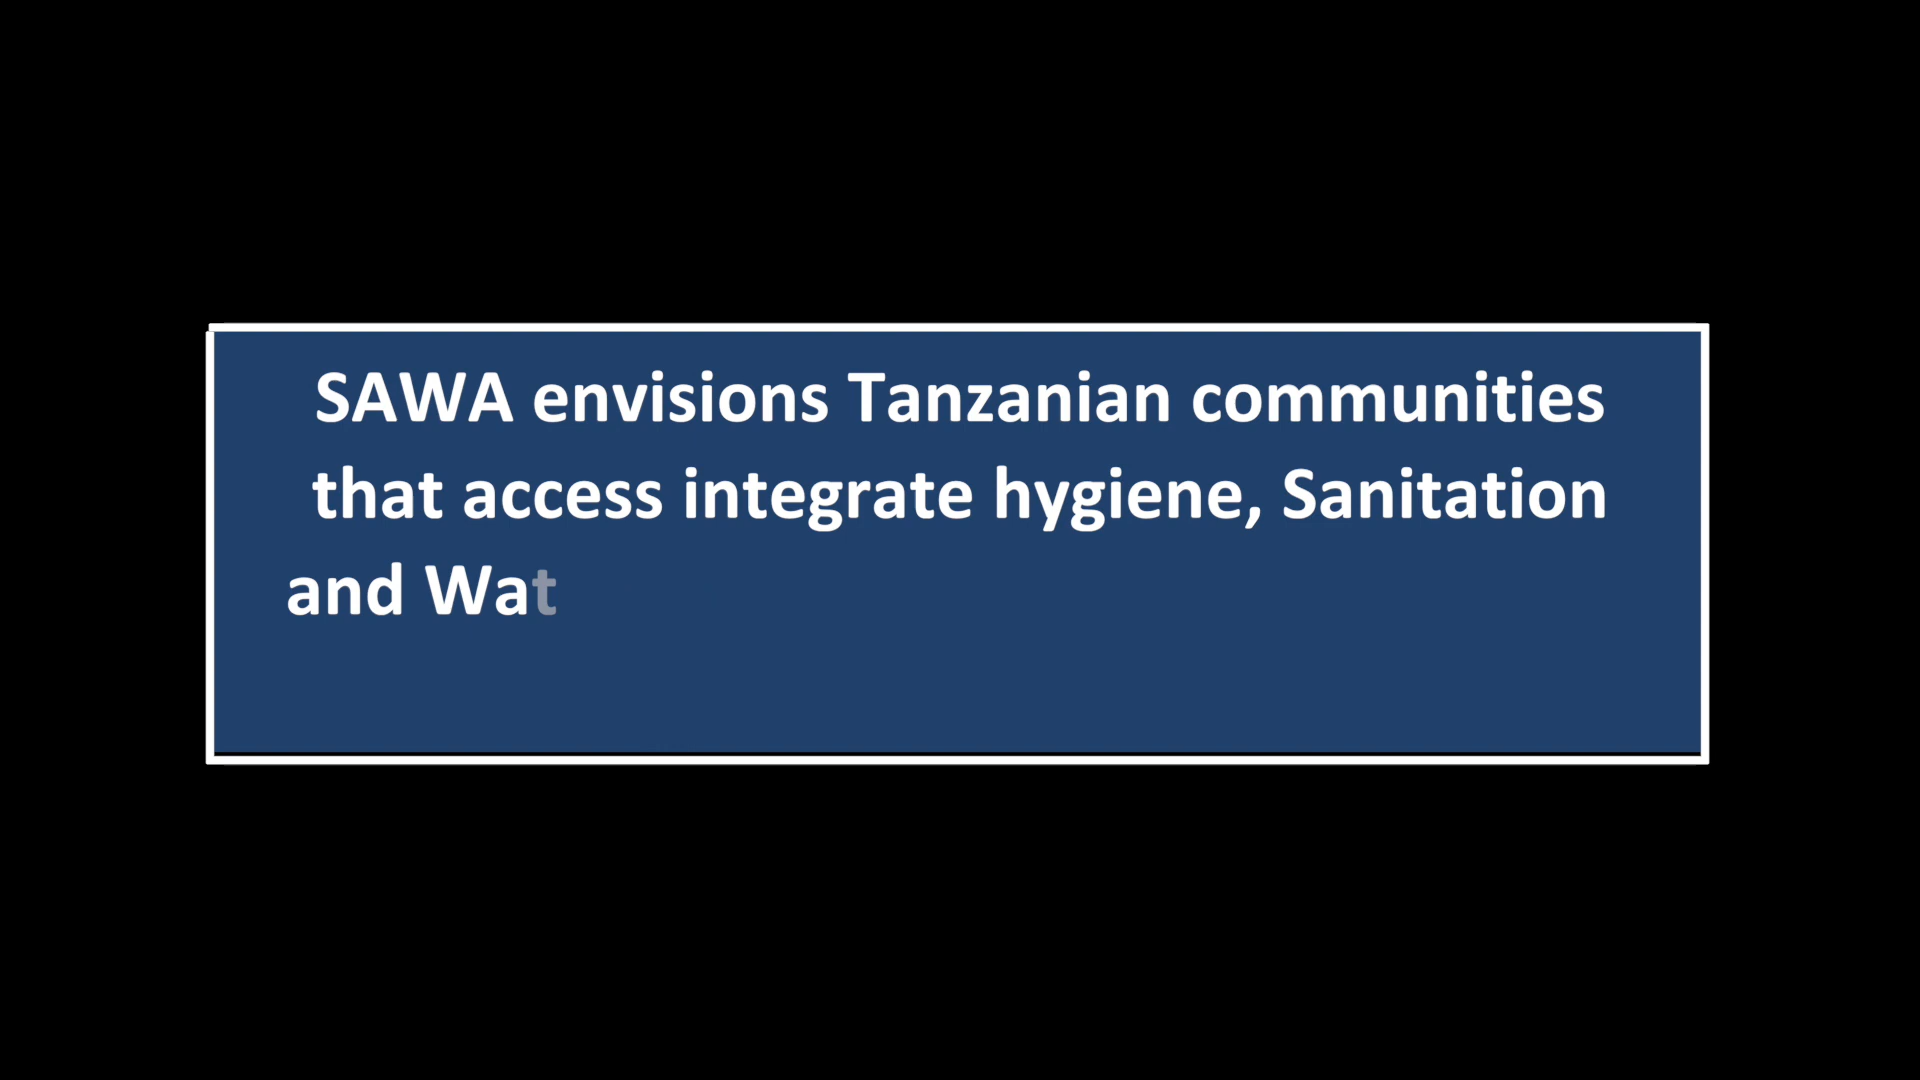 SAWA envisions Tanzanian communities
that access integrate hygiene, Sanitation
and Wat